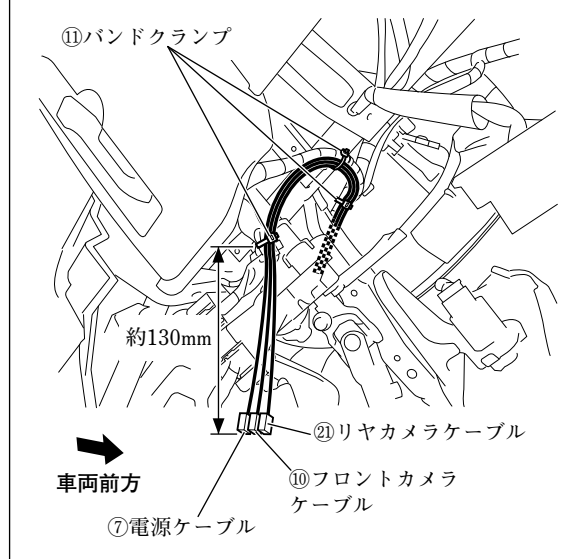 ⑪バンドクランプ
約130mm
㉑リヤカメラケーブル
車両前方
⑩フロントカメラ
ケーブル
⑦電源ケーブル